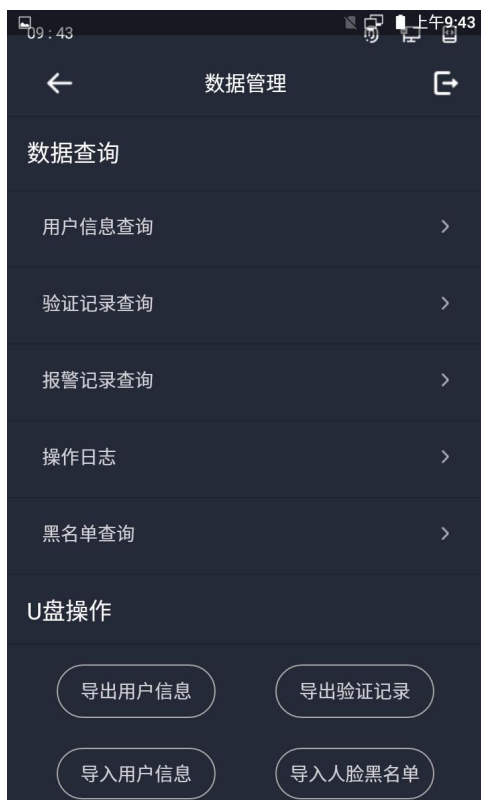 09:43
上午9:43
数据管理
数据查询
用户信息查询
验证记录查询
报警记录查询
操作日志
黑名单查询
U盘操作
导出用户信息 导出验证记录
导入用户信息 导入人脸黑名单